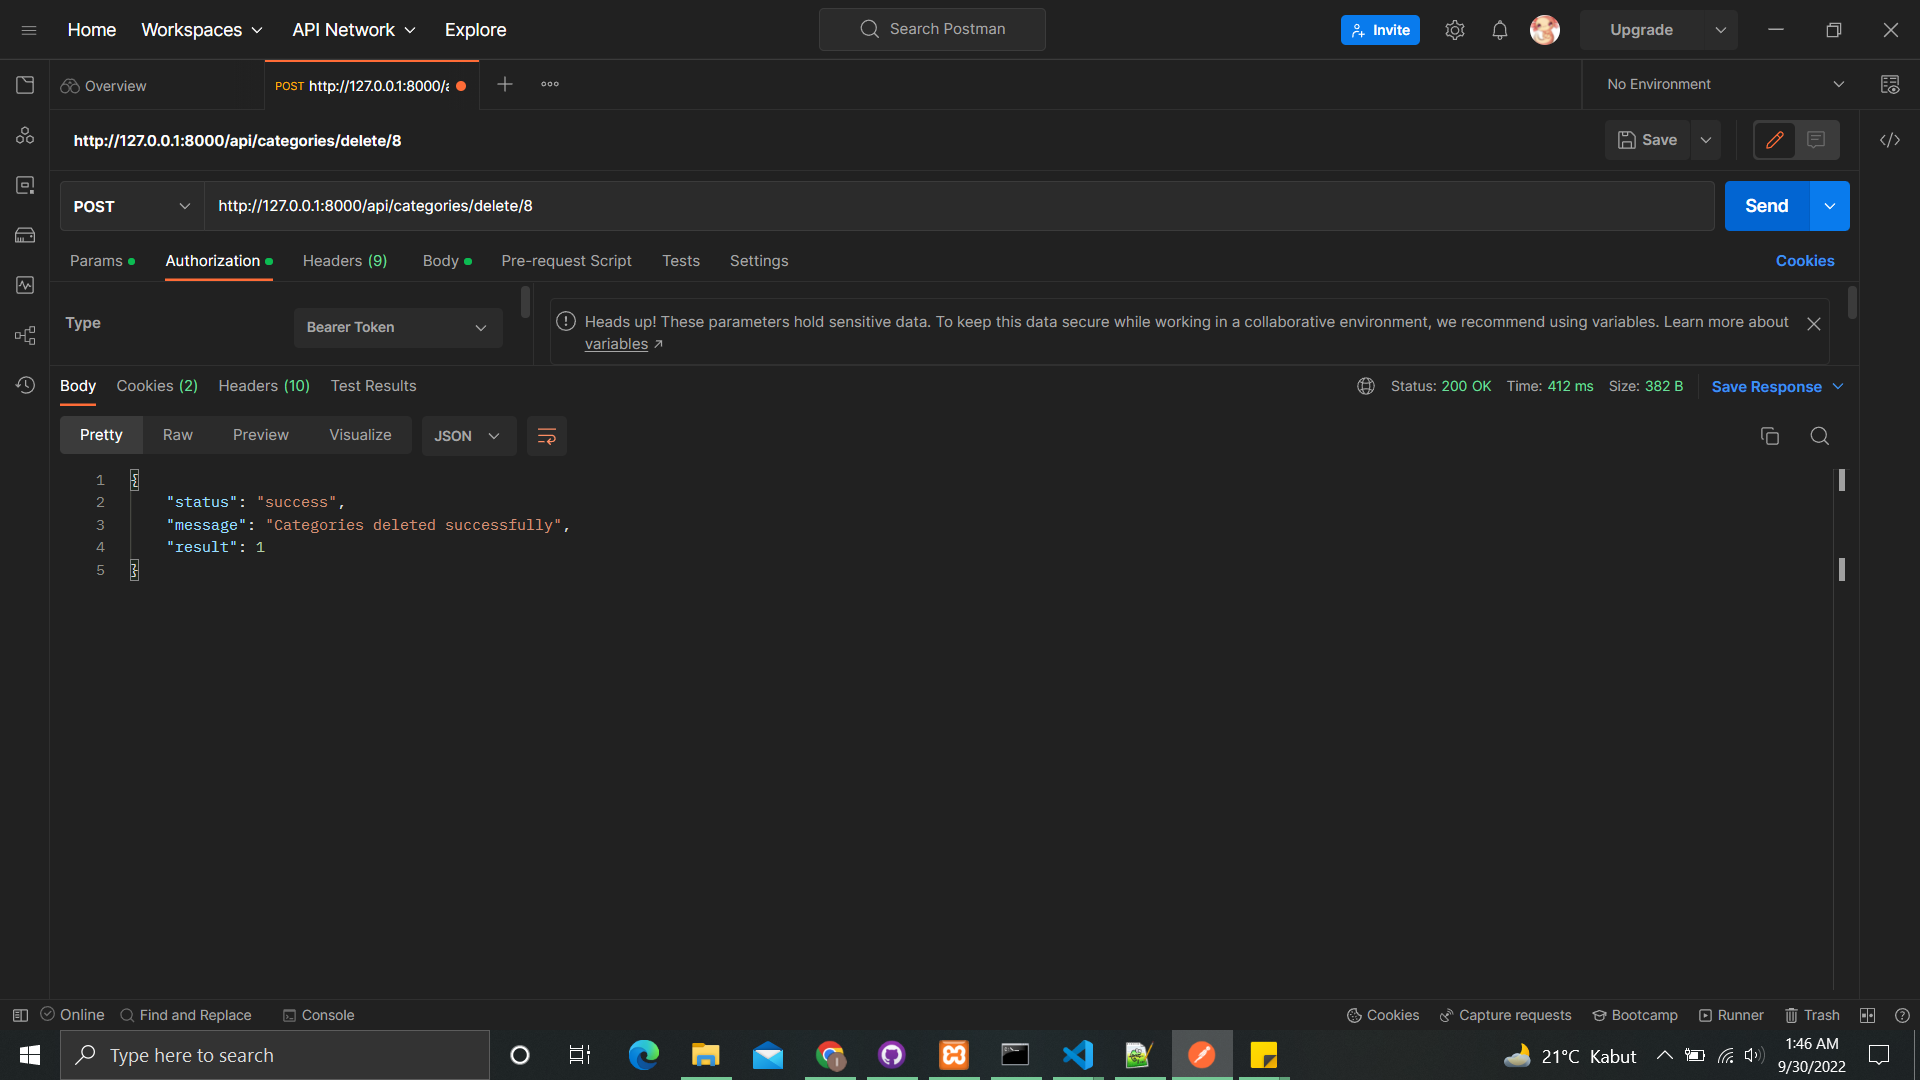 Home Workspaces API Network Explore Search Postman Invite Upgrade
Overview POST http://127.0.0.1:8000/a No Environment
http://127.0.0.1:8000/api/categories/delete/8 Save
POST http://127.0.0.1:8000/api/categories/delete/8 Send
Params Authorization Headers (9) Body Pre-request Script Tests Settings Cookies
Type Bearer Token
Heads up! These parameters hold sensitive data. To keep this data secure while working in a collaborative environment, we recommend using variables. Learn more about
variables
Body Cookies (2) Headers (10) Test Results Status: 200 OK Time: 412 ms Size: 382 B Save Response
Pretty Raw Preview Visualize JSON
1 {
2 "status": "success",
3 "message": "Categories deleted successfully",
4 "result": 1
5 }
Online Find and Replace Console Cookies Capture requests Bootcamp Runner Trash
Type here to search 21°C Kabut 1:46 AM
9/30/2022